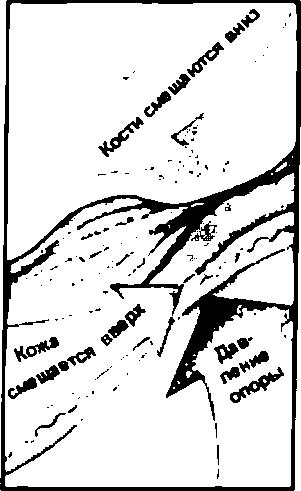 Кости смещаются вниз
Кожа
смещается вверх
Дав-
ление
опоры